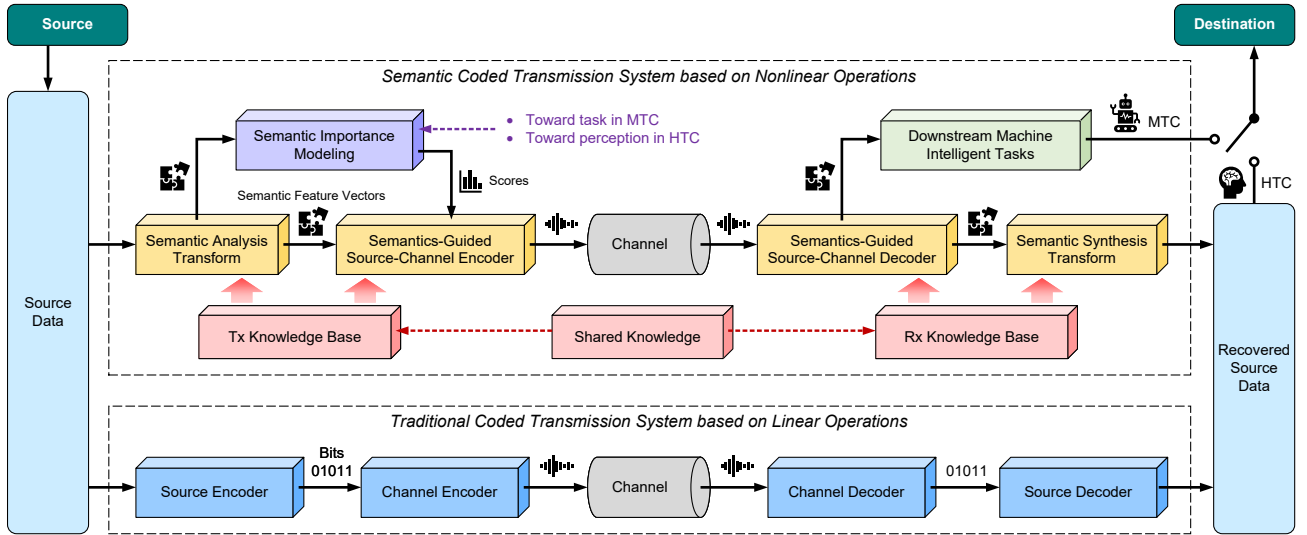 Source
Destination
Semantic Coded Transmission System based on Nonlinear Operations
Semantic Importance
Modeling
• Toward task in MTC
• Toward perception in HTC
Downstream Machine
Intelligent Tasks
MTC
HTC
Scores
Semantic Feature Vectors
Semantic Analysis
Transform
Semantics-Guided
Source-Channel Encoder
Channel
Semantics-Guided
Source-Channel Decoder
Semantic Synthesis
Transform
Source
Data
Tx Knowledge Base
Shared Knowledge
Rx Knowledge Base
Recovered
Source
Data
Traditional Coded Transmission System based on Linear Operations
Source Encoder
Bits
01011
Channel Encoder
Channel
Channel Decoder
01011
Source Decoder